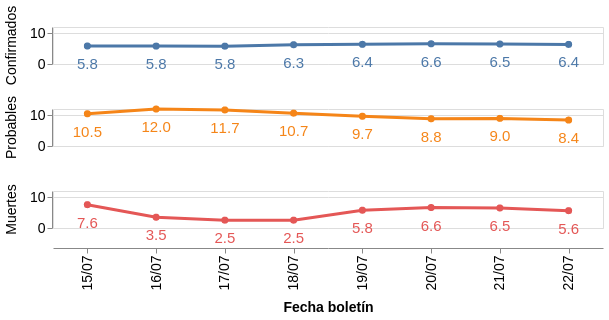 Confirmados
10
0
5.8 5.8 5.8 6.3 6.4 6.6 6.5 6.4
Probables
10
0
10.5 12.0 11.7 10.7 9.7 8.8 9.0 8.4
Muertes
10
0
7.6 3.5 2.5 2.5 5.8 6.6 6.5 5.6
15/07 16/07 17/07 18/07 19/07 20/07 21/07 22/07
Fecha boletín